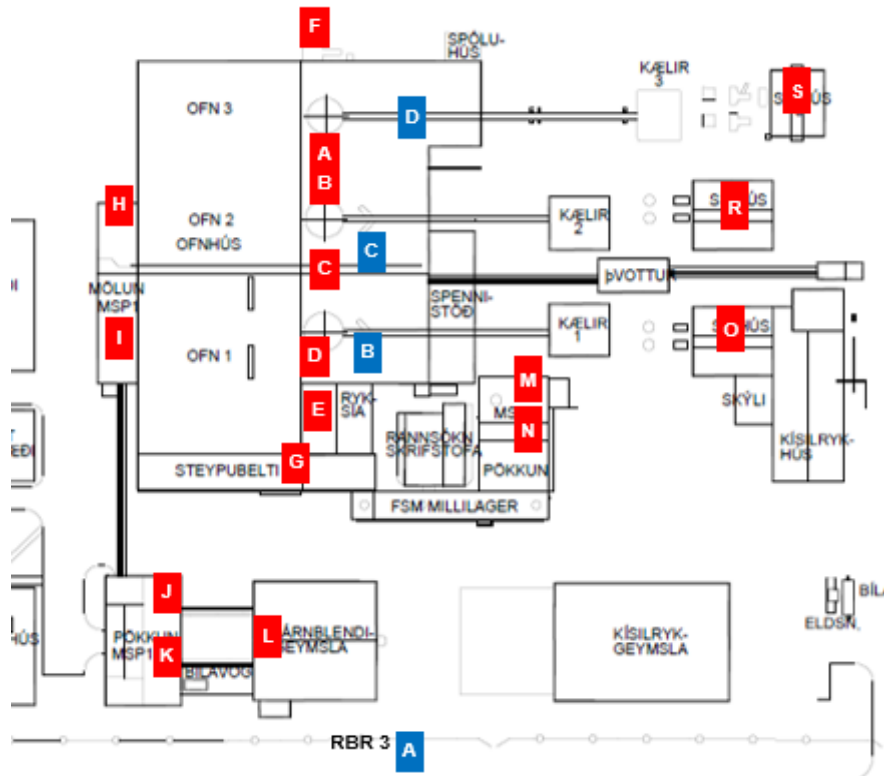 F
SPÓLU-
HÚS
KÆLIR
3
S
OFN 3
D
A
B
H
R
OFN 2
OFNHÚS
KÆLIR
2
C
C
ÞVOTTUR
MÖLUN
MSP1
SPENNI-
STÖÐ
I
KÆLIR
1
O
OFN 1
D
B
M
E
RYK-
SÍA
SKÝLI
N
RANNSÓKN
SKRIFSTOFA
KÍSILRYK-
HÚS
G
STEYPUBELTI
PÖKKUN
FSM MILLILAGER
J
PÖKKUN
MSP1
K
BÍLAVOG
L
GEYMSLA
KÍSILRYK-
GEYMSLA
ELDSN.
RBR 3
A